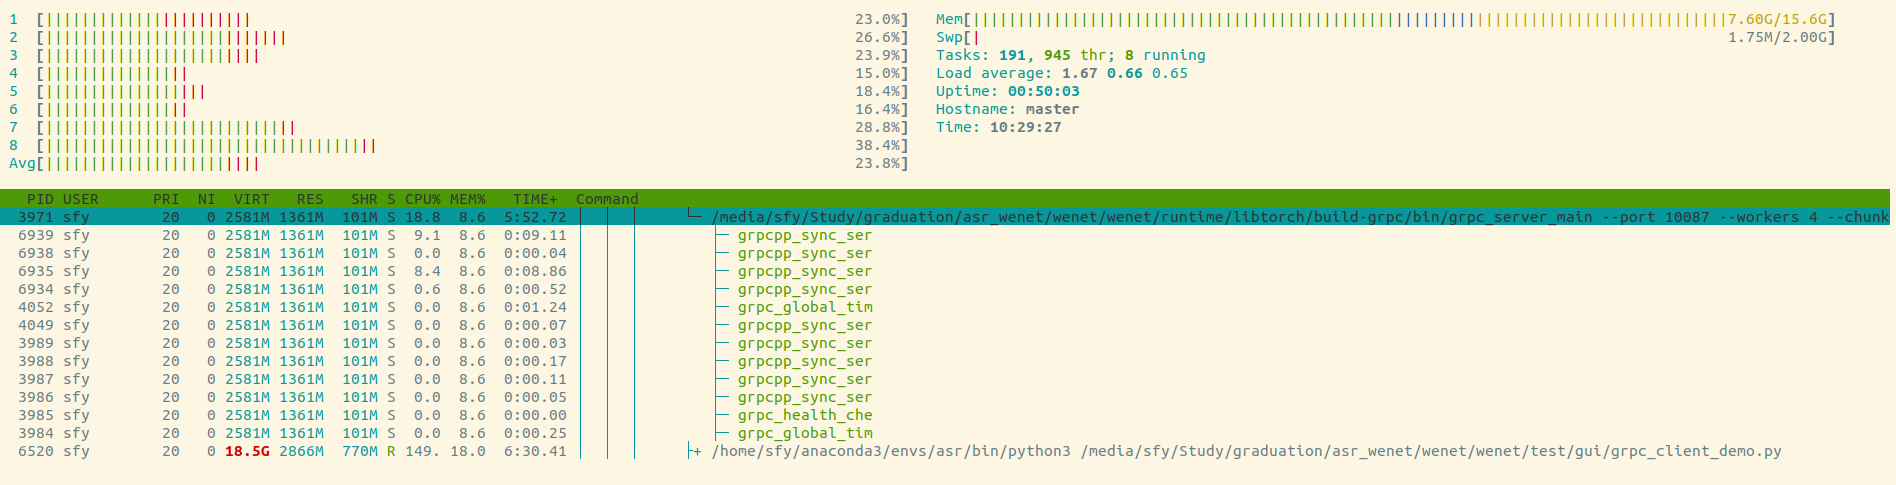 1 [||||||||||||||||||||||| 23.0%] Mem[|||||||||||||||||||||||||||||||||||||||||||||||||||||||||||||||||||||||||||||||||||7.60G/15.6G]
2 [||||||||||||||||||||||||||| 26.6%] Swp[| 1.75M/2.00G]
3 [|||||||||||||||||||||||| 23.9%] Tasks: 191, 945 thr; 8 running
4 [|||||||||||||||| 15.0%] Load average: 1.67 0.66 0.65
5 [|||||||||||||||||| 18.4%] Uptime: 00:50:03
6 [|||||||||||||||| 16.4%] Hostname: master
7 [|||||||||||||||||||||||||||| 28.8%] Time: 10:29:27
8 [||||||||||||||||||||||||||||||||||||| 38.4%]
Avg[|||||||||||||||||||||||| 23.8%]
PID USER PRI NI VIRT RES SHR S CPU% MEM% TIME+ Command
3971 sfy 20 0 2581M 1361M 101M S 18.8 8.6 5:52.72 │ │ │ └─ /media/sfy/Study/graduation/asr_wenet/wenet/wenet/runtime/libtorch/build-grpc/bin/grpc_server_main --port 10087 --workers 4 --chunk
6939 sfy 20 0 2581M 1361M 101M S 9.1 8.6 0:09.11 │ │ │ ├─ grpcpp_sync_ser
6938 sfy 20 0 2581M 1361M 101M S 0.0 8.6 0:00.04 │ │ │ ├─ grpcpp_sync_ser
6935 sfy 20 0 2581M 1361M 101M S 8.4 8.6 0:08.86 │ │ │ ├─ grpcpp_sync_ser
6934 sfy 20 0 2581M 1361M 101M S 0.6 8.6 0:00.52 │ │ │ ├─ grpcpp_sync_ser
4052 sfy 20 0 2581M 1361M 101M S 0.0 8.6 0:01.24 │ │ │ ├─ grpc_global_tim
4049 sfy 20 0 2581M 1361M 101M S 0.0 8.6 0:00.07 │ │ │ ├─ grpcpp_sync_ser
3989 sfy 20 0 2581M 1361M 101M S 0.0 8.6 0:00.03 │ │ │ ├─ grpcpp_sync_ser
3988 sfy 20 0 2581M 1361M 101M S 0.0 8.6 0:00.17 │ │ │ ├─ grpcpp_sync_ser
3987 sfy 20 0 2581M 1361M 101M S 0.0 8.6 0:00.11 │ │ │ ├─ grpcpp_sync_ser
3986 sfy 20 0 2581M 1361M 101M S 0.0 8.6 0:00.05 │ │ │ ├─ grpcpp_sync_ser
3985 sfy 20 0 2581M 1361M 101M S 0.0 8.6 0:00.00 │ │ │ ├─ grpc_health_che
3984 sfy 20 0 2581M 1361M 101M S 0.0 8.6 0:00.25 │ │ │ ├─ grpc_global_tim
6520 sfy 20 0 18.5G 2866M 770M R 149. 18.0 6:30.41 │ │ │ ├+ /home/sfy/anaconda3/envs/asr/bin/python3 /media/sfy/Study/graduation/asr_wenet/wenet/wenet/test/gui/grpc_client_demo.py